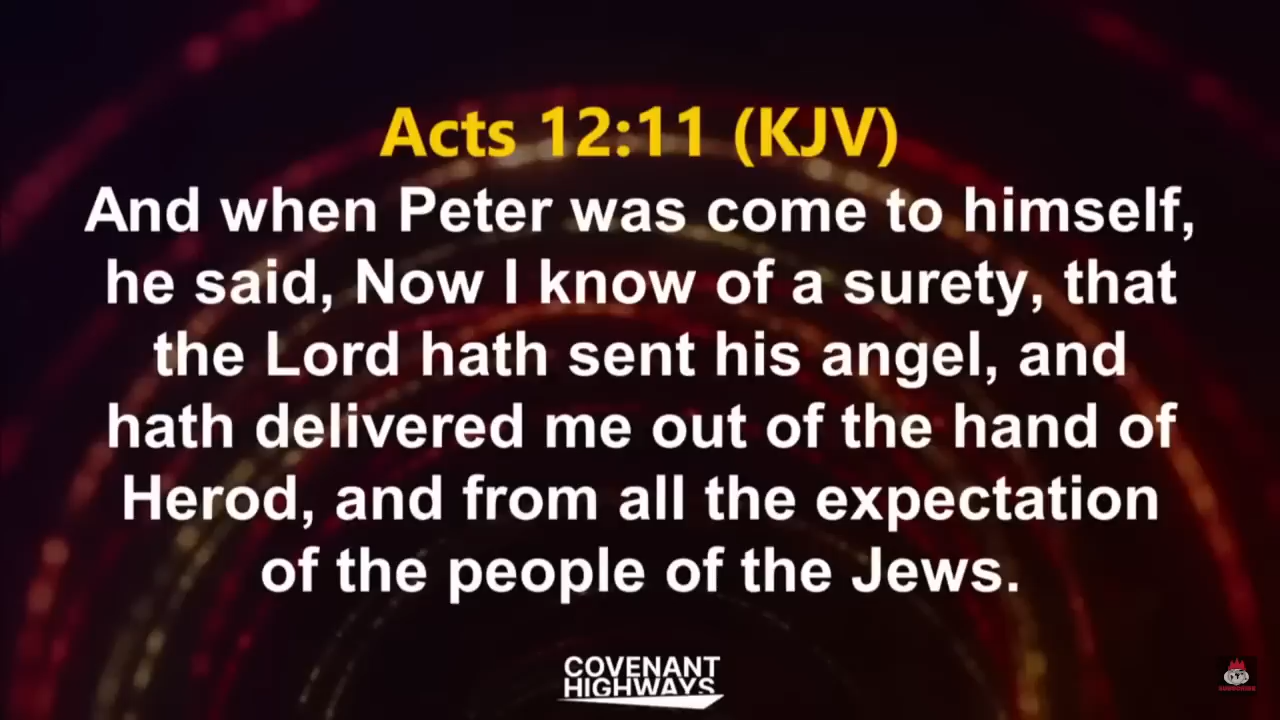 Acts 12:11 (KJV)
And when Peter was come to himself,
he said, Now I know of a surety, that
the Lord hath sent his angel, and
hath delivered me out of the hand of
Herod, and from all the expectation
of the people of the Jews.
COVENANT
HIGHWAYS
SUBSCRIBE